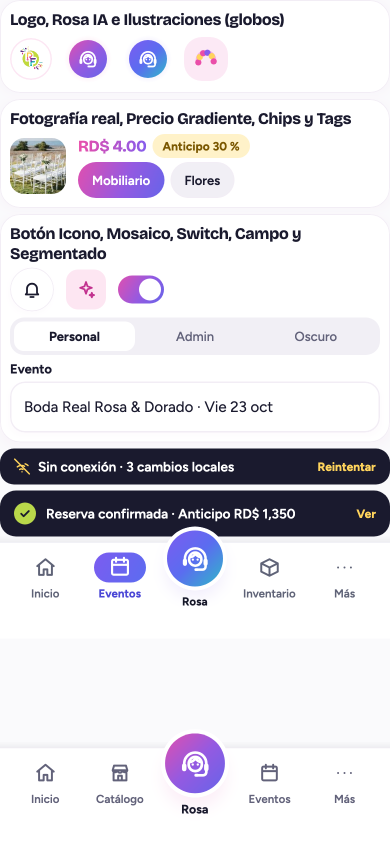 Logo, Rosa IA e Ilustraciones (globos)
Fotografía real, Precio Gradiente, Chips y Tags
RD$ 4.00
Anticipo 30 %
Mobiliario
Flores
Botón Icono, Mosaico, Switch, Campo y
Segmentado
Personal
Admin
Oscuro
Evento
Boda Real Rosa & Dorado · Vie 23 oct
Sin conexión · 3 cambios locales
Reintentar
Reserva confirmada · Anticipo RD$ 1,350
Ver
Inicio
Eventos
Rosa
Inventario
Más
Inicio
Catálogo
Rosa
Eventos
Más